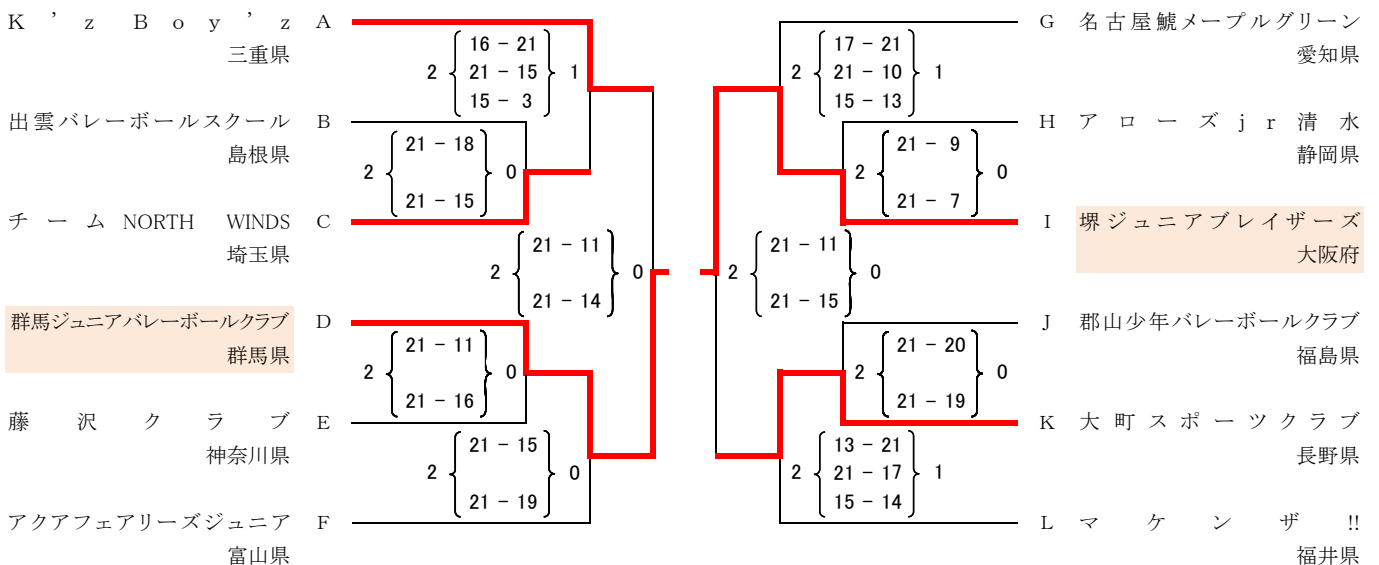 K ’ z B o y ’ z A
三重県
16 - 21
2 21 - 15 1
15 - 3
出雲バレーボールスクール B
島根県
21 - 18
2 0
21 - 15
チーム NORTH WINDS C
埼玉県
21 - 11
2 0
21 - 14
群馬ジュニアバレーボールクラブ D
群馬県
21 - 11
2 0
21 - 16
藤沢クラブ E
神奈川県
21 - 15
2 0
21 - 19
アクアフェアリーズジュニア F
富山県
G 名古屋鯱メープルグリーン
愛知県
17 - 21
2 21 - 10 1
15 - 13
H アローズjr清水
静岡県
21 - 9
2 0
21 - 7
I 堺ジュニアブレイザーズ
大阪府
21 - 11
2 0
21 - 15
J 郡山少年バレーボールクラブ
福島県
21 - 20
2 0
21 - 19
K 大町スポーツクラブ
長野県
13 - 21
2 21 - 17 1
15 - 14
L マケンザ!!
福井県